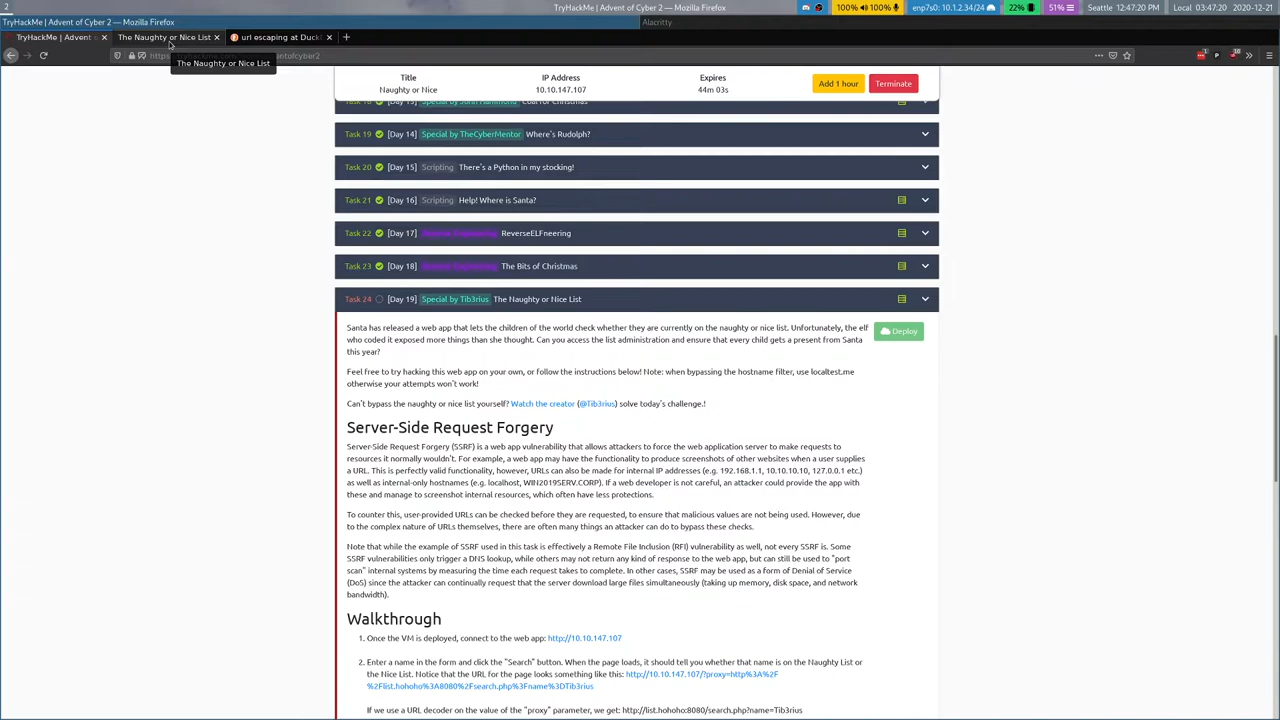 2
TryHackMe | Advent of Cyber 2 — Mozilla Firefox
100% 100%
enp7s0: 10.1.2.34/24
22%
51%
Seattle 12:47:20 PM
Local 03:47:20
2020-12-21
TryHackMe | Advent of Cyber 2 — Mozilla Firefox
Alacritty
TryHackMe | Advent
The Naughty or Nice List
url escaping at Duck
The Naughty or Nice List
Title
Naughty or Nice
IP Address
10.10.147.107
Expires
44m 03s
Add 1 hour
Terminate
Special by John Hammond Coal for Christmas
Task 19 [Day 14] Special by TheCyberMentor Where's Rudolph?
Task 20 [Day 15] Scripting There's a Python in my stocking!
Task 21 [Day 16] Scripting Help! Where is Santa?
Task 22 [Day 17] ReverseELFneering
Task 23 [Day 18] The Bits of Christmas
Task 24 [Day 19] Special by Tib3rius The Naughty or Nice List
Santa has released a web app that lets the children of the world check whether they are currently on the naughty or nice list. Unfortunately, the elf
who coded it exposed more things than she thought. Can you access the list administration and ensure that every child gets a present from Santa
this year?
Deploy
Feel free to try hacking this web app on your own, or follow the instructions below! Note: when bypassing the hostname filter, use localtest.me
otherwise your attempts won't work!
Can't bypass the naughty or nice list yourself? Watch the creator (@Tib3rius) solve today's challenge.!
Server-Side Request Forgery
Server-Side Request Forgery (SSRF) is a web app vulnerability that allows attackers to force the web application server to make requests to
resources it normally wouldn't. For example, a web app may have the functionality to produce screenshots of other websites when a user supplies
a URL. This is perfectly valid functionality, however, URLs can also be made for internal IP addresses (e.g. 192.168.1.1, 10.10.10.10, 127.0.0.1 etc.)
as well as internal-only hostnames (e.g. localhost, WIN2019SERV.CORP). If a web developer is not careful, an attacker could provide the app with
these and manage to screenshot internal resources, which often have less protections.
To counter this, user-provided URLs can be checked before they are requested, to ensure that malicious values are not being used. However, due
to the complex nature of URLs themselves, there are often many things an attacker can do to bypass these checks.
Note that while the example of SSRF used in this task is effectively a Remote File Inclusion (RFI) vulnerability as well, not every SSRF is. Some
SSRF vulnerabilities only trigger a DNS lookup, while others may not return any kind of response to the web app, but can still be used to "port
scan" internal systems by measuring the time each request takes to complete. In other cases, SSRF may be used as a form of Denial of Service
(DoS) since the attacker can continually request that the server download large files simultaneously (taking up memory, disk space, and network
bandwidth).
Walkthrough
1. Once the VM is deployed, connect to the web app: http://10.10.147.107
2. Enter a name in the form and click the "Search" button. When the page loads, it should tell you whether that name is on the Naughty List or
the Nice List. Notice that the URL for the page looks something like this: http://10.10.147.107/?proxy=http%3A%2F
%2Flist.hohoho%3A8080%2Fsearch.php%3Fname%3DTib3rius
If we use a URL decoder on the value of the "proxy" parameter, we get: http://list.hohoho:8080/search.php?name=Tib3rius